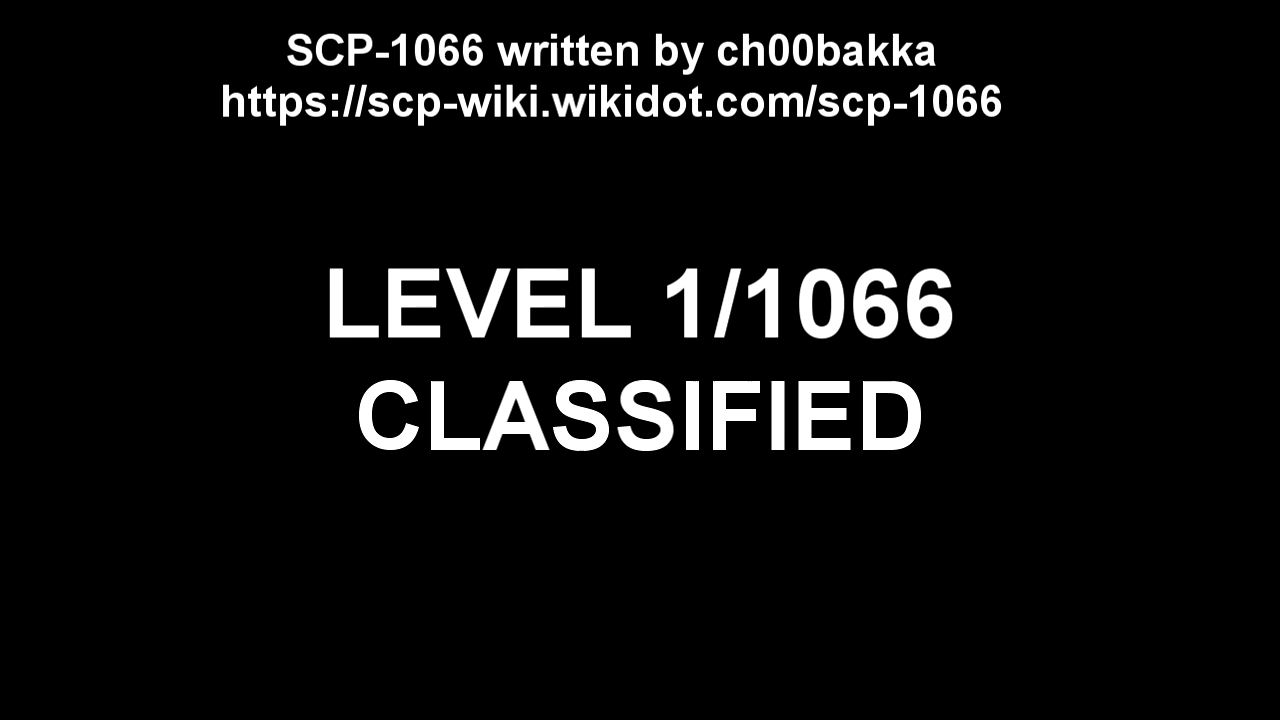 SCP-1066 written by ch00bakka
https://scp-wiki.wikidot.com/scp-1066
LEVEL 1/1066
CLASSIFIED